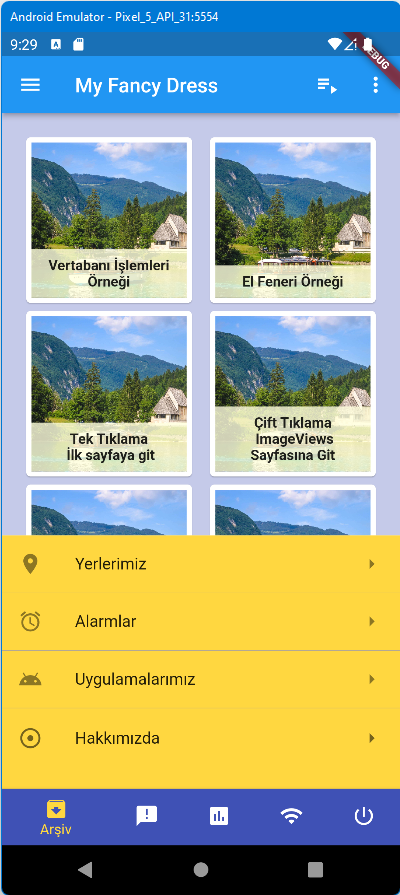 Android Emulator - Pixel_5_API_31:5554
9:29
A
DEBUG
My Fancy Dress
Vertabanı İşlemleri
Örneği
El Feneri Örneği
Tek Tıklama
İlk sayfaya git
Çift Tıklama
ImageViews
Sayfasına Git
Yerlerimiz
Alarmlar
Uygulamalarımız
Hakkımızda
Arşiv